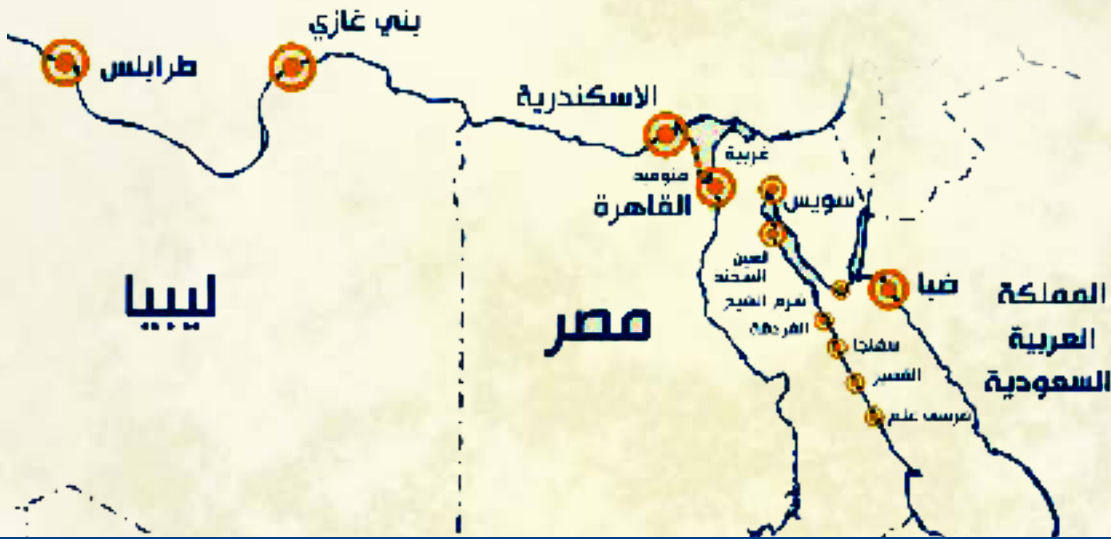 بني غازي
طرابلس
الاسكندرية
غربية
منوفية
القاهرة
سويس
العين
السخنة
شرم الشيخ
الغردقة
سفاجا
القصير
مرسى علم
ضبا
ليبيا
مصر
المملكة
العربية
السعودية